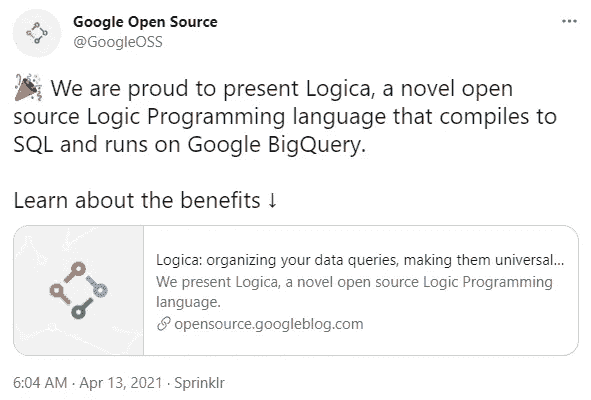 Google Open Source
@GoogleOSS
🎉 We are proud to present Logica, a novel open
source Logic Programming language that compiles to
SQL and runs on Google BigQuery.
Learn about the benefits ↓
Logica: organizing your data queries, making them universal...
We present Logica, a novel open source Logic Programming
language.
opensource.googleblog.com
6:04 AM · Apr 13, 2021 · Sprinklr